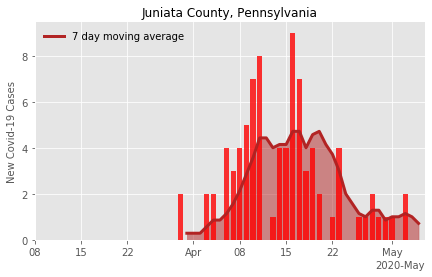 Juniata County, Pennsylvania
7 day moving average
New Covid-19 Cases
8
6
4
2
0
08 15 22 Apr 08 15 22 May
2020-May